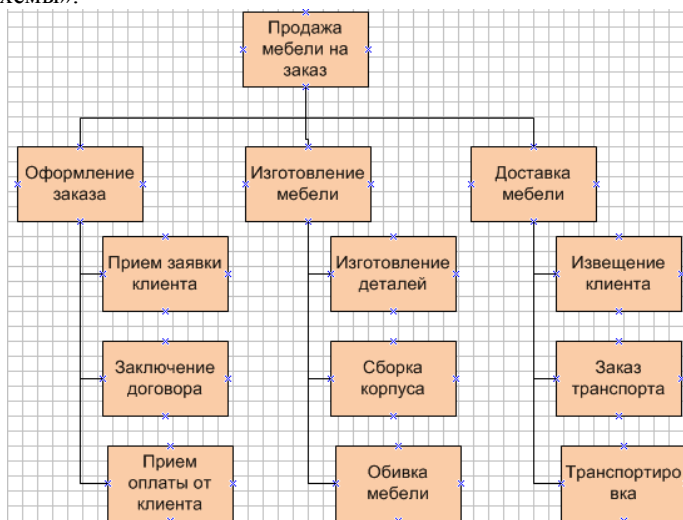 Продажа
мебели на
заказ
Оформление
заказа
Изготовление
мебели
Доставка
мебели
Прием заявки
клиента
Изготовление
деталей
Извещение
клиента
Заключение
договора
Сборка
корпуса
Заказ
транспорта
Прием
оплаты от
клиента
Обивка
мебели
Транспортиро
вка